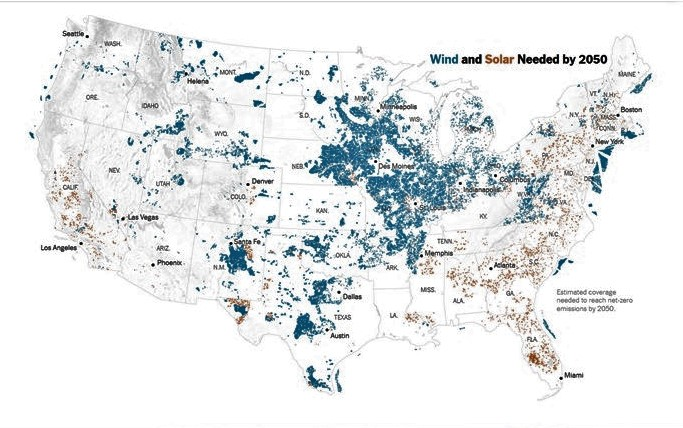 Wind and Solar Needed by 2050
Seattle
WASH.
MONT.
N.D.
MAINE
Helena
ORE.
IDAHO
MINN.
Minneapolis
VT.
N.H.
S.D.
WIS.
N.Y.
MASS.
Boston
CONN.
WYO.
New York
NEB.
Des Moines
Columbus
N.J.
NEV.
UTAH
Denver
Indianapolis
MD.
COLO.
W.V.
VA.
CALIF.
KAN.
KY.
Las Vegas
N.C.
Los Angeles
ARIZ.
Santa Fe
TENN.
Memphis
OKLA.
ARK.
Phoenix
N.M.
Atlanta
S.C.
Dallas
MISS.
ALA.
GA.
Estimated coverage
needed to reach net-zero
emissions by 2050.
TEXAS
LA.
Austin
FLA.
Miami